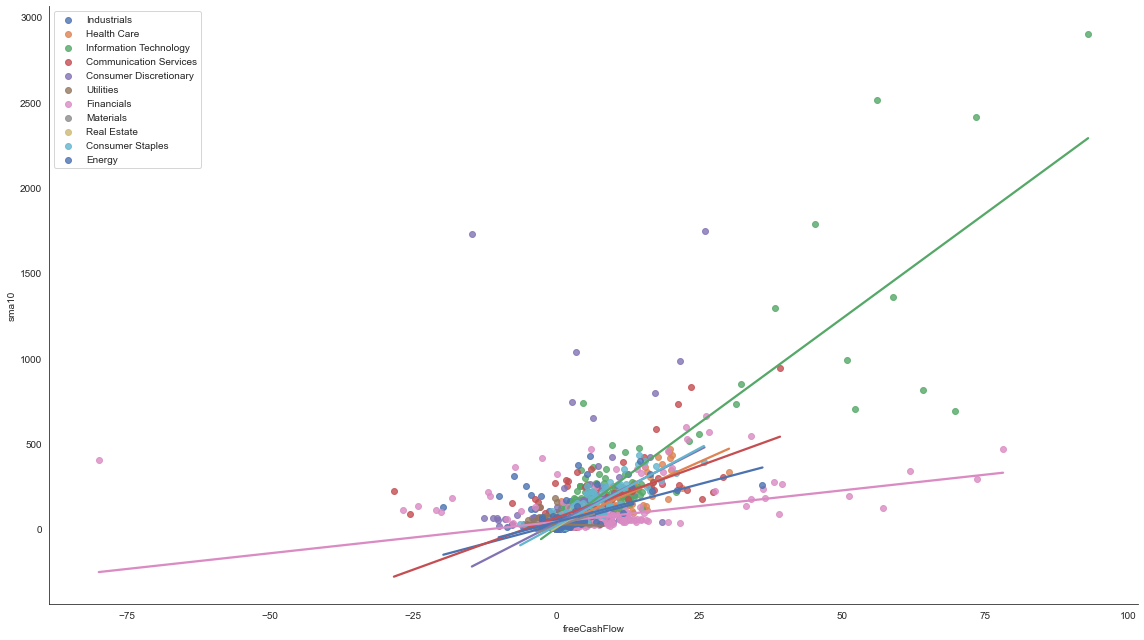 3000
2500
2000
1500
1000
500
0
sma10
Industrials
Health Care
Information Technology
Communication Services
Consumer Discretionary
Utilities
Financials
Materials
Real Estate
Consumer Staples
Energy
−75 −50 −25 0 25 50 75 100
freeCashFlow